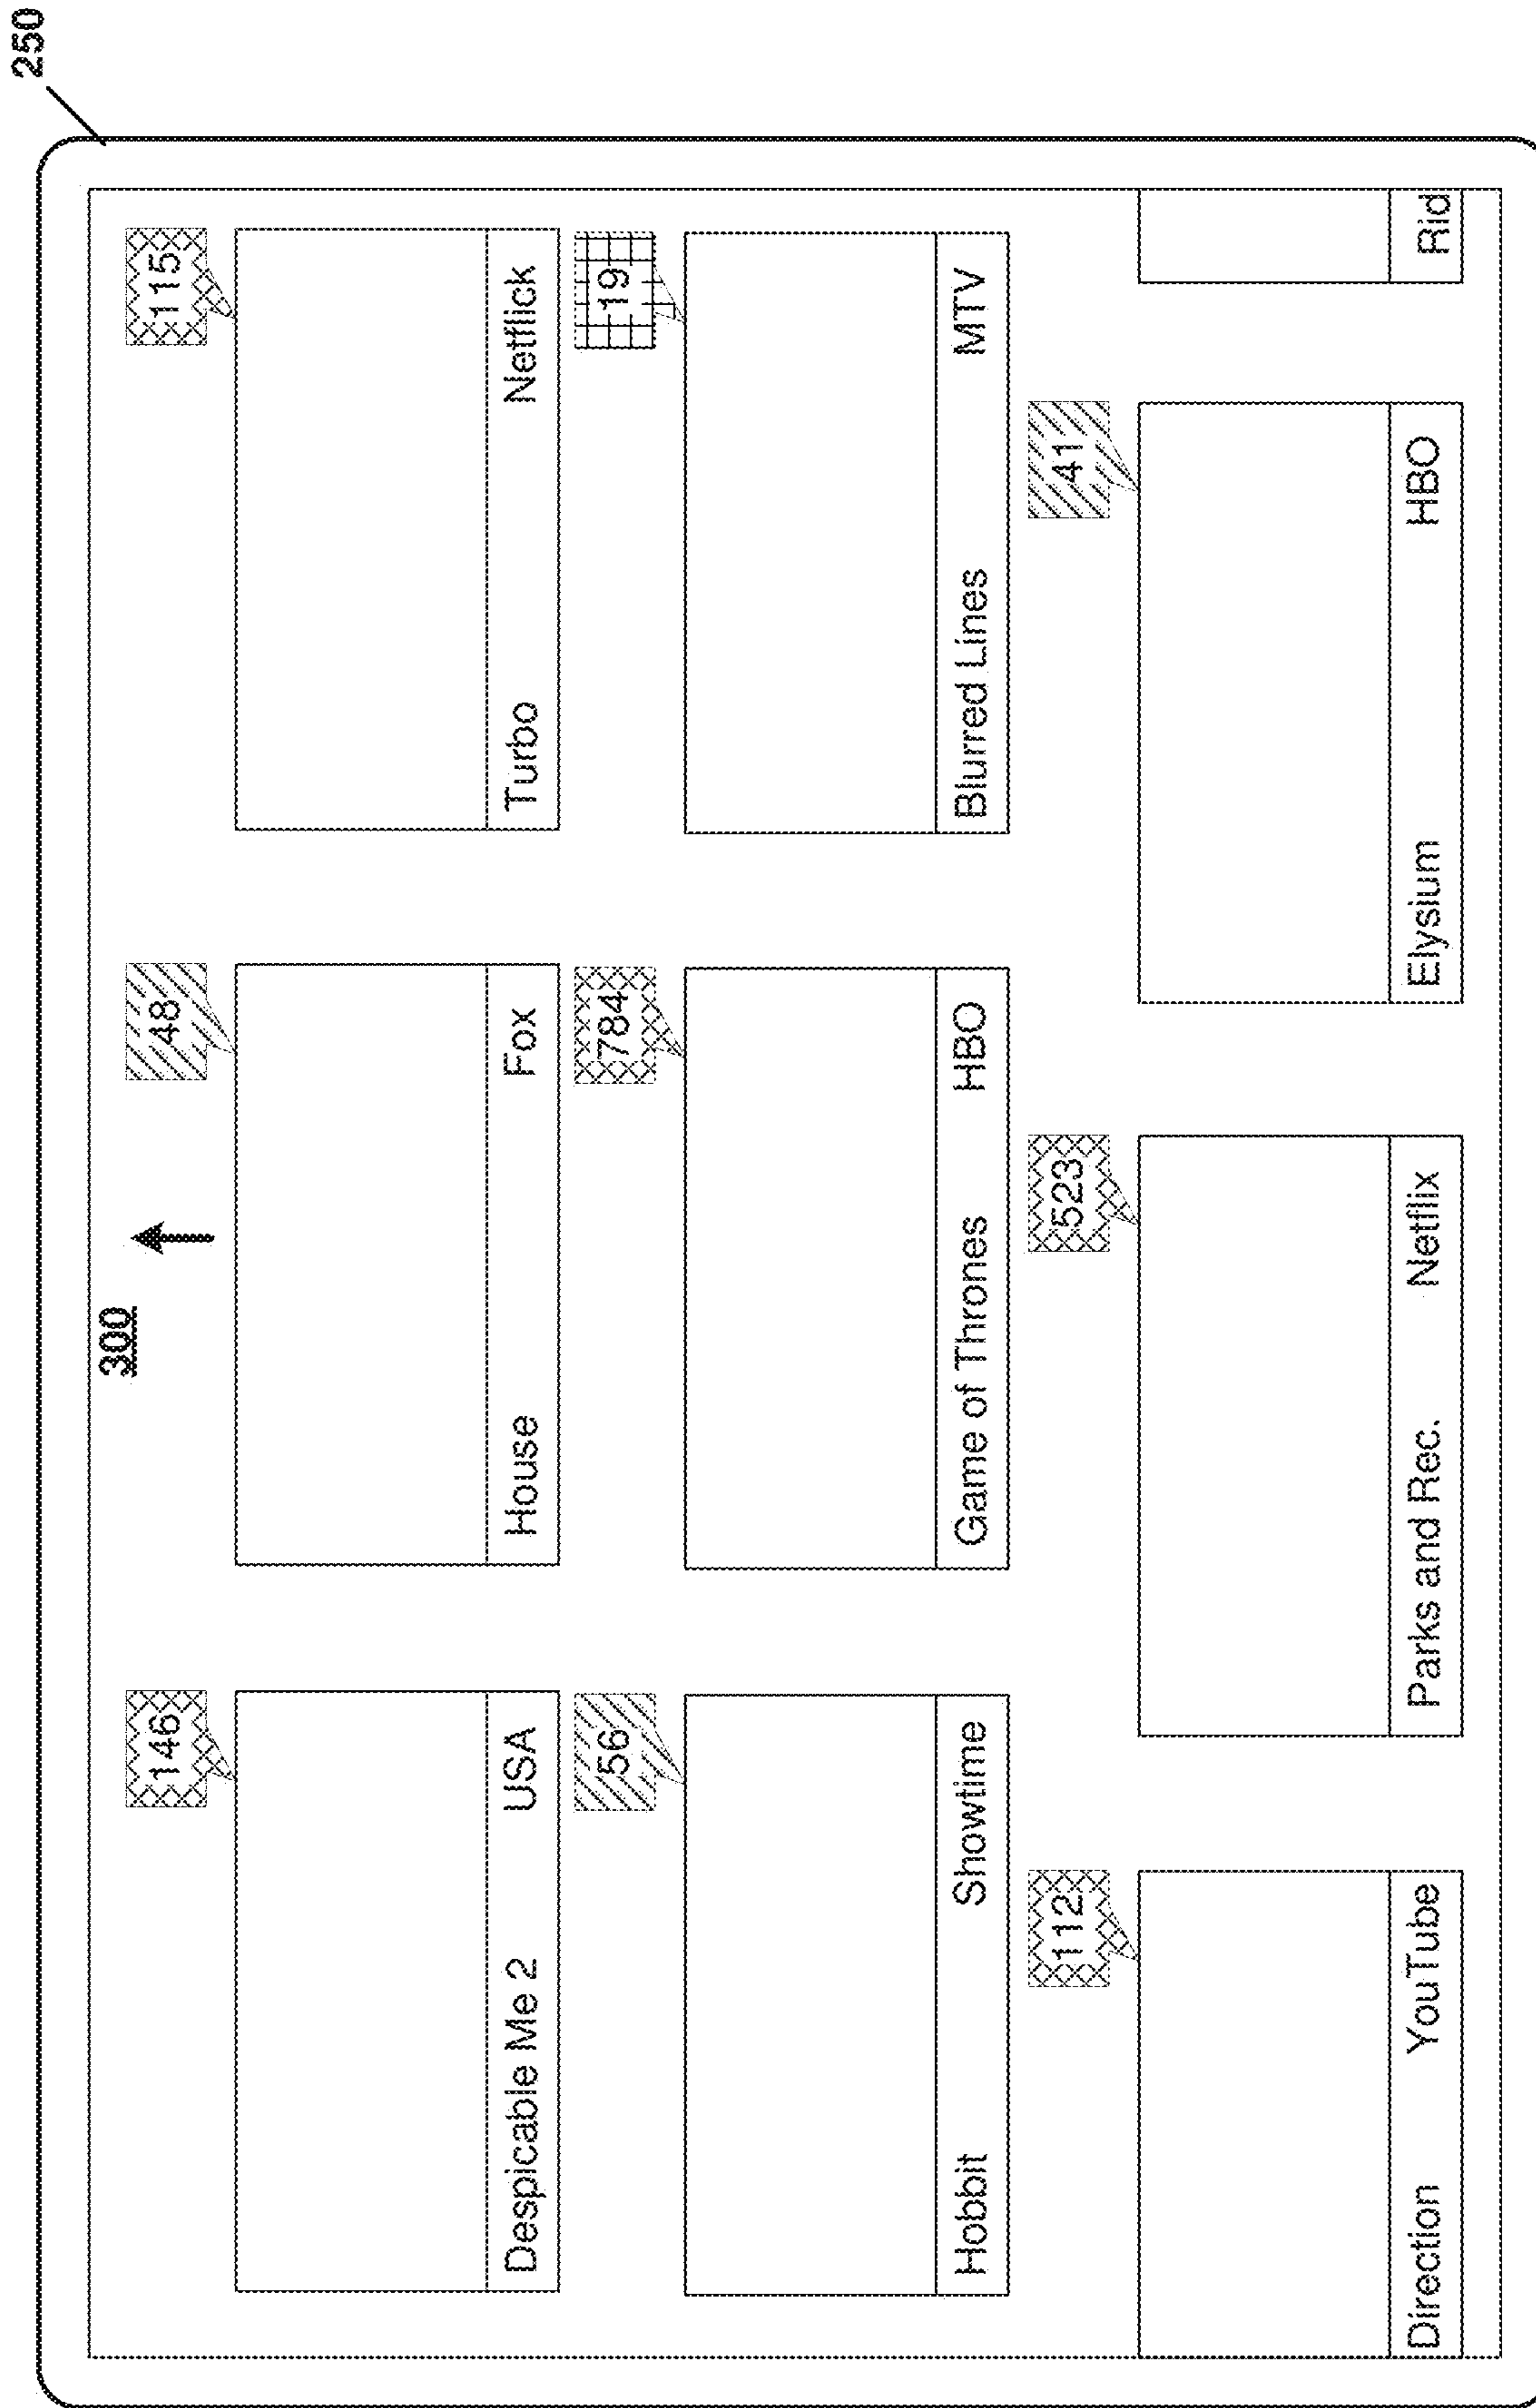 250
300
146
48
115
Despicable Me 2 USA
House Fox
Turbo Netflick
56
784
19
Hobbit Showtime
Game of Thrones HBO
Blurred Lines MTV
112
523
41
Direction YouTube
Parks and Rec. Netflix
Elysium HBO
Rid